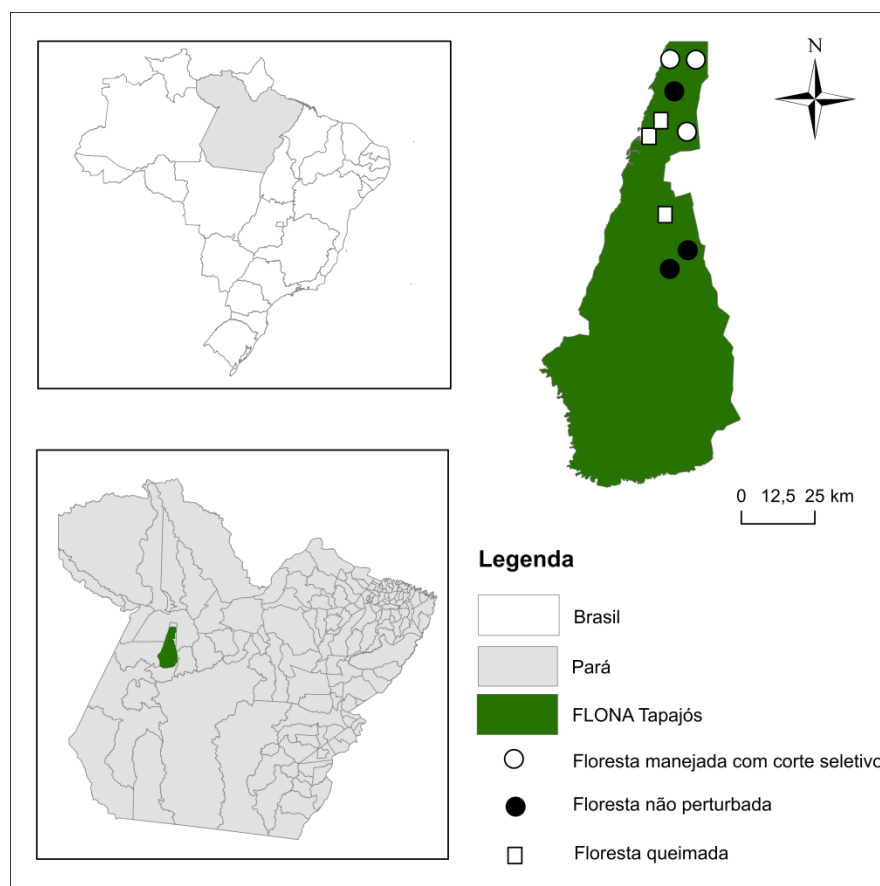 N
0 12,5 25 km
Legenda
Brasil
Pará
FLONA Tapajós
Floresta manejada com corte seletivo
Floresta não perturbada
Floresta queimada